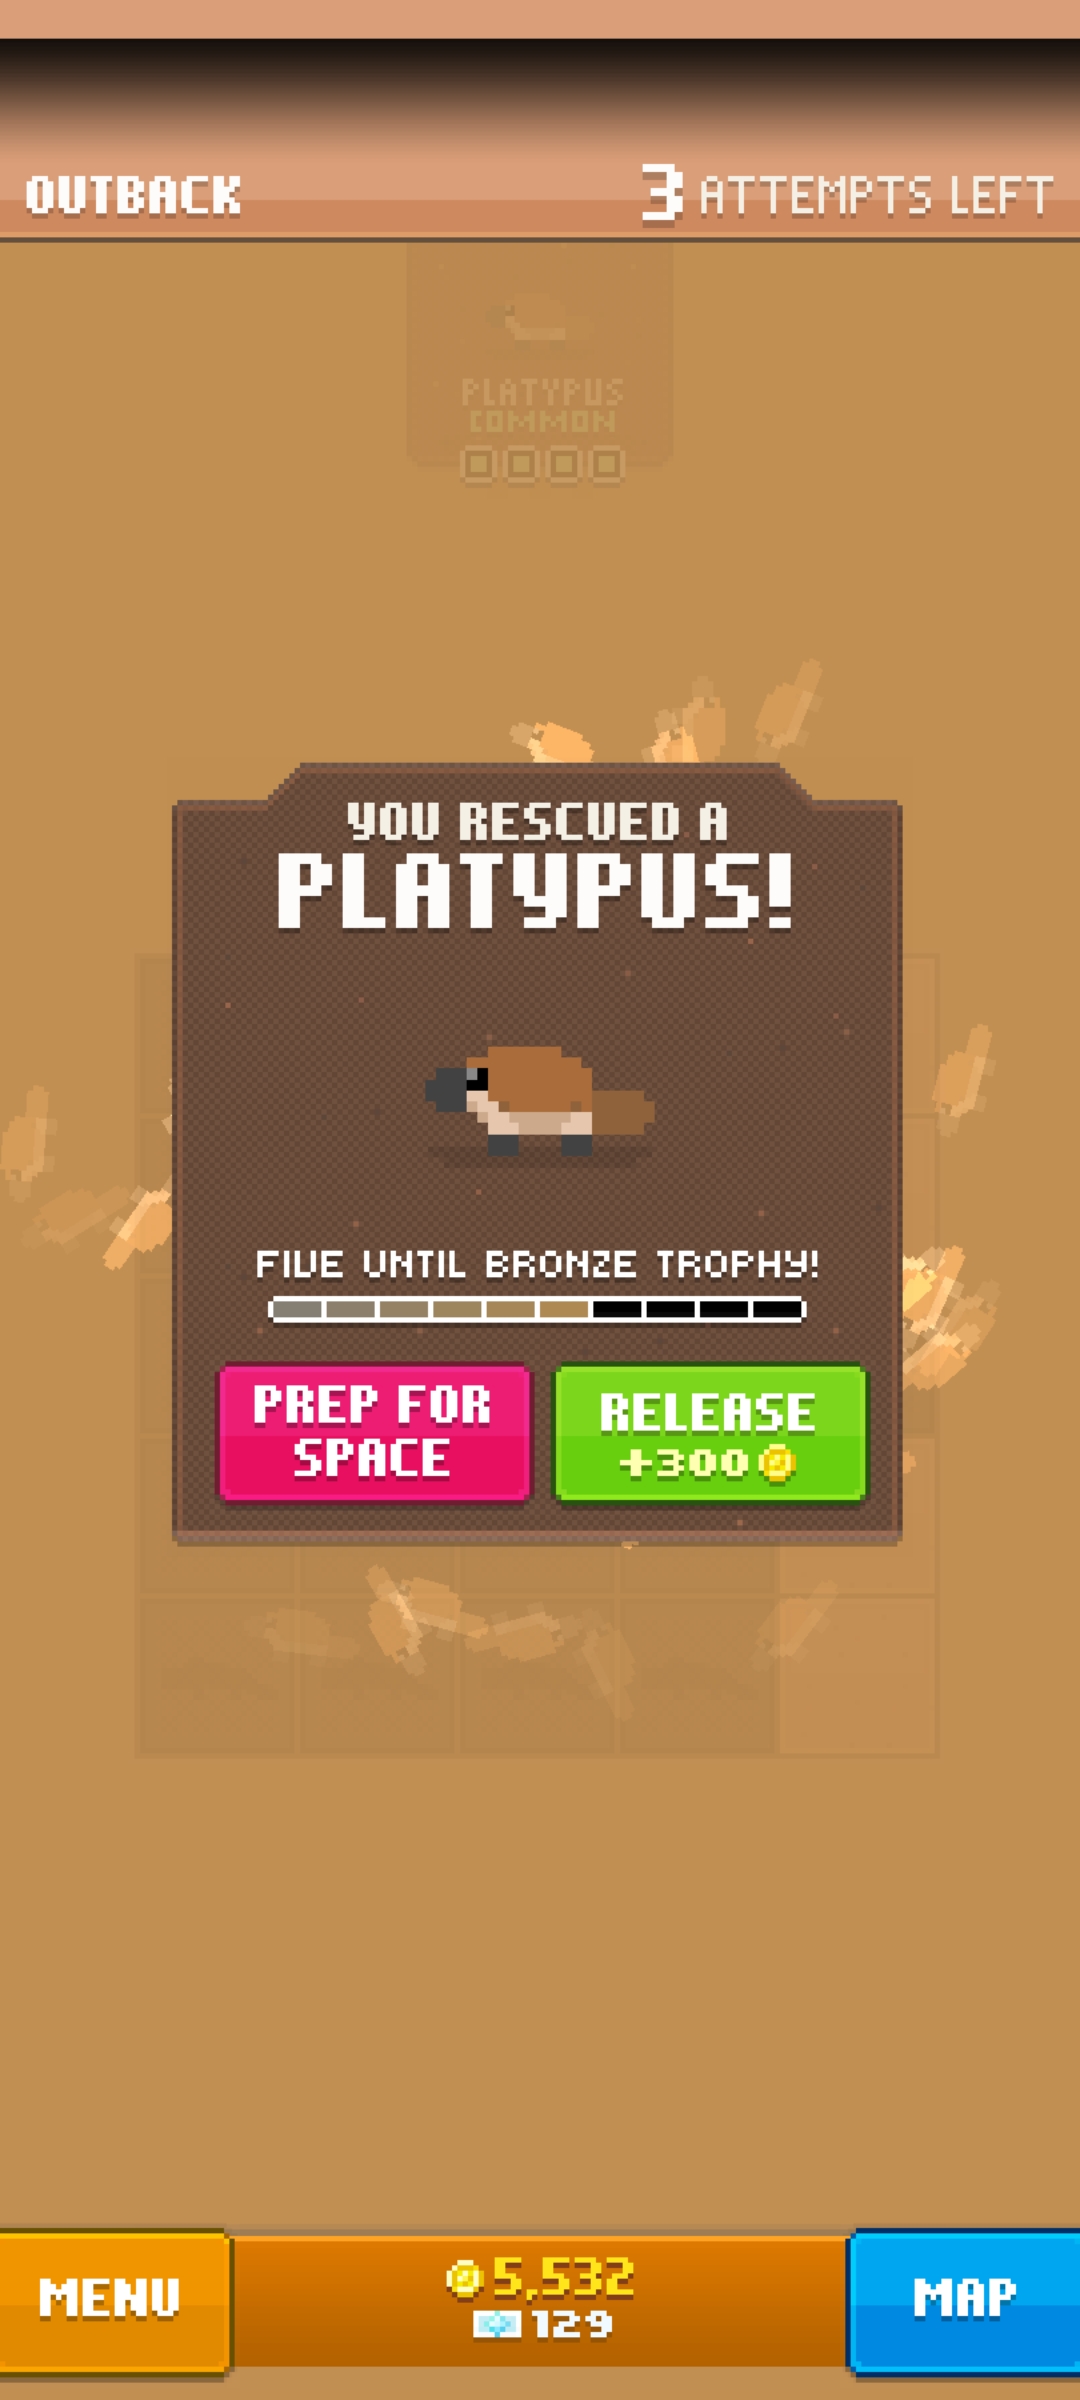 OUTBACK
3 ATTEMPTS LEFT
PLATYPUS
COMMON
YOU RESCUED A
PLATYPUS!
FIVE UNTIL BRONZE TROPHY!
PREP FOR
SPACE
RELEASE
+300
MENU
5,532
129
MAP